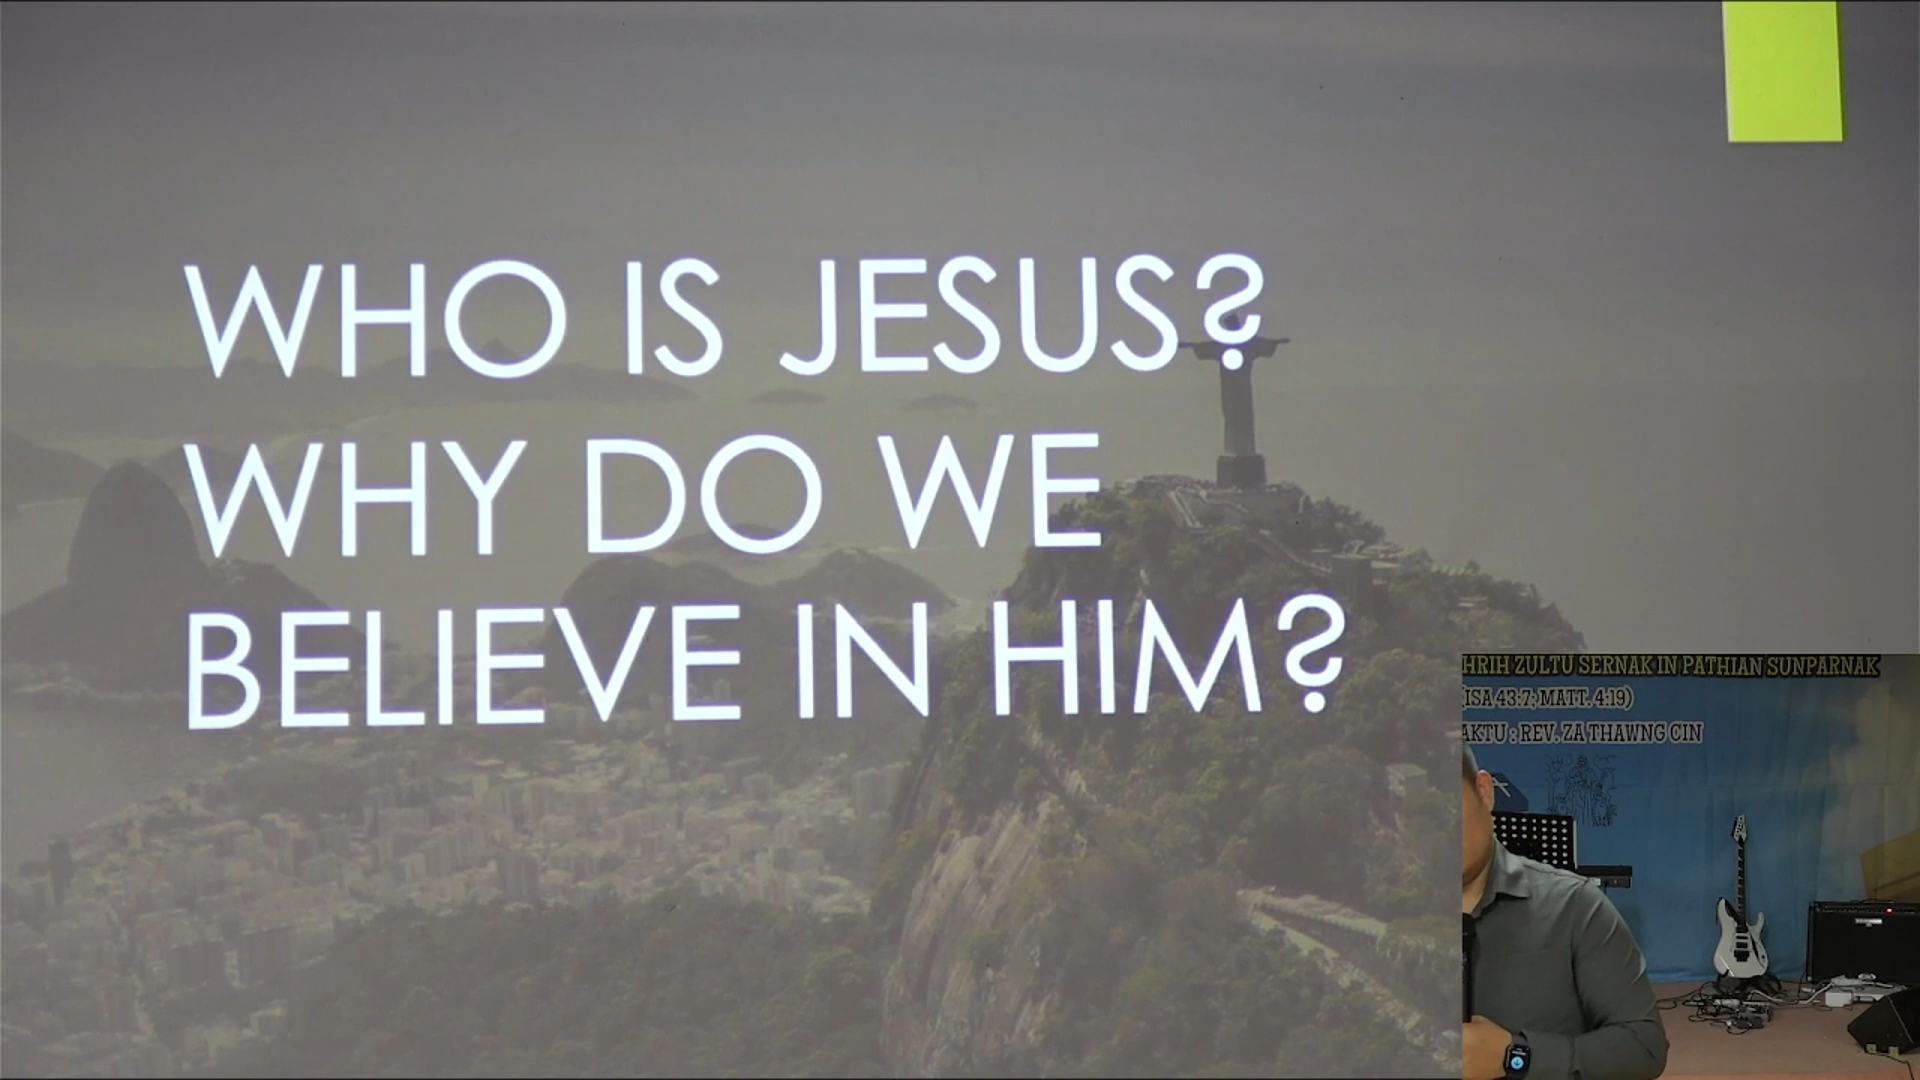 WHO IS JESUS?
WHY DO WE
BELIEVE IN HIM?
HRIH ZULTU SERNAK IN PATHIAN SUNPARNAK
(ISA 43:7; MATT. 4:19)
AKTU : REV. ZA THAWNG CIN